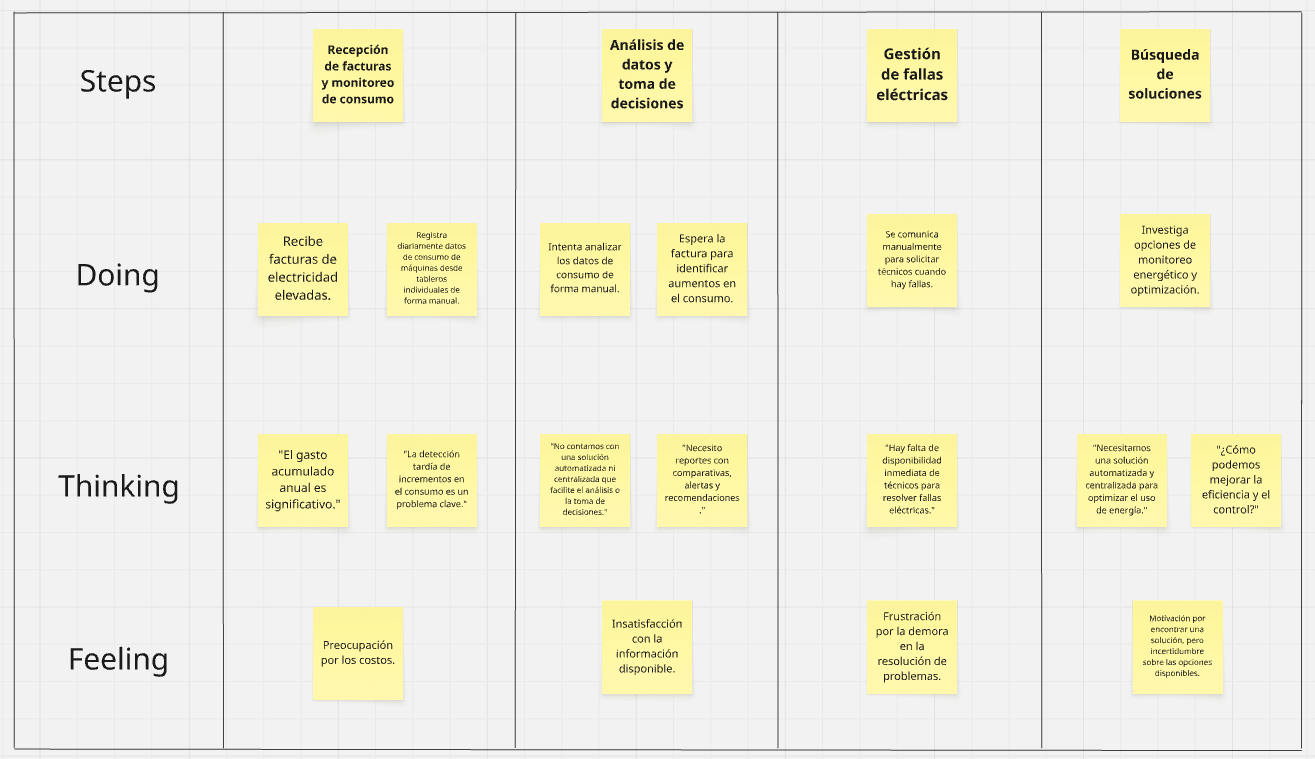 Steps
Recepción
de facturas
y monitoreo
de consumo
Análisis de
datos y
toma de
decisiones
Gestión
de fallas
eléctricas
Búsqueda
de
soluciones
Doing
Recibe
facturas de
electricidad
elevadas.
Registra
diariamente datos
de consumo de
máquinas desde
tableros
individuales de
forma manual.
Intenta analizar
los datos de
consumo de
forma manual.
Espera la
factura para
identificar
aumentos en
el consumo.
Se comunica
manualmente
para solicitar
técnicos cuando
hay fallas.
Investiga
opciones de
monitoreo
energético y
optimización.
Thinking
"El gasto
acumulado
anual es
significativo."
"La detección
tardía de
incrementos en
el consumo es un
problema clave."
"No contamos con
una solución
automatizada ni
centralizada que
facilite el análisis o
la toma de
decisiones."
"Necesito
reportes con
comparativas,
alertas y
recomendaciones
."
"Hay falta de
disponibilidad
inmediata de
técnicos para
resolver fallas
eléctricas."
"Necesitamos
una solución
automatizada y
centralizada para
optimizar el uso
de energía."
"¿Cómo
podemos
mejorar la
eficiencia y el
control?"
Feeling
Preocupación
por los costos.
Insatisfacción
con la
información
disponible.
Frustración
por la demora
en la
resolución de
problemas.
Motivación por
encontrar una
solución, pero
incertidumbre
sobre las opciones
disponibles.